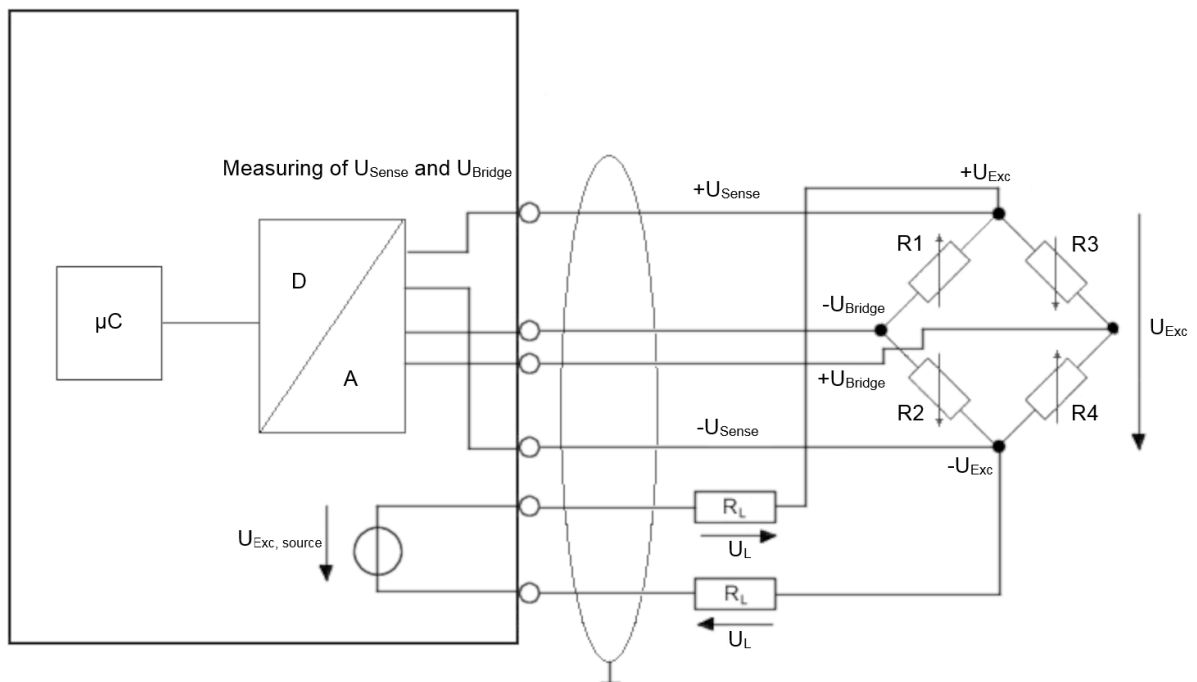 Measuring of USense and UBridge
+USense
+UExc
R1
R3
D
-UBridge
µC
UExc
A
+UBridge
R2
R4
-USense
-UExc
RL
UExc, source
UL
RL
UL